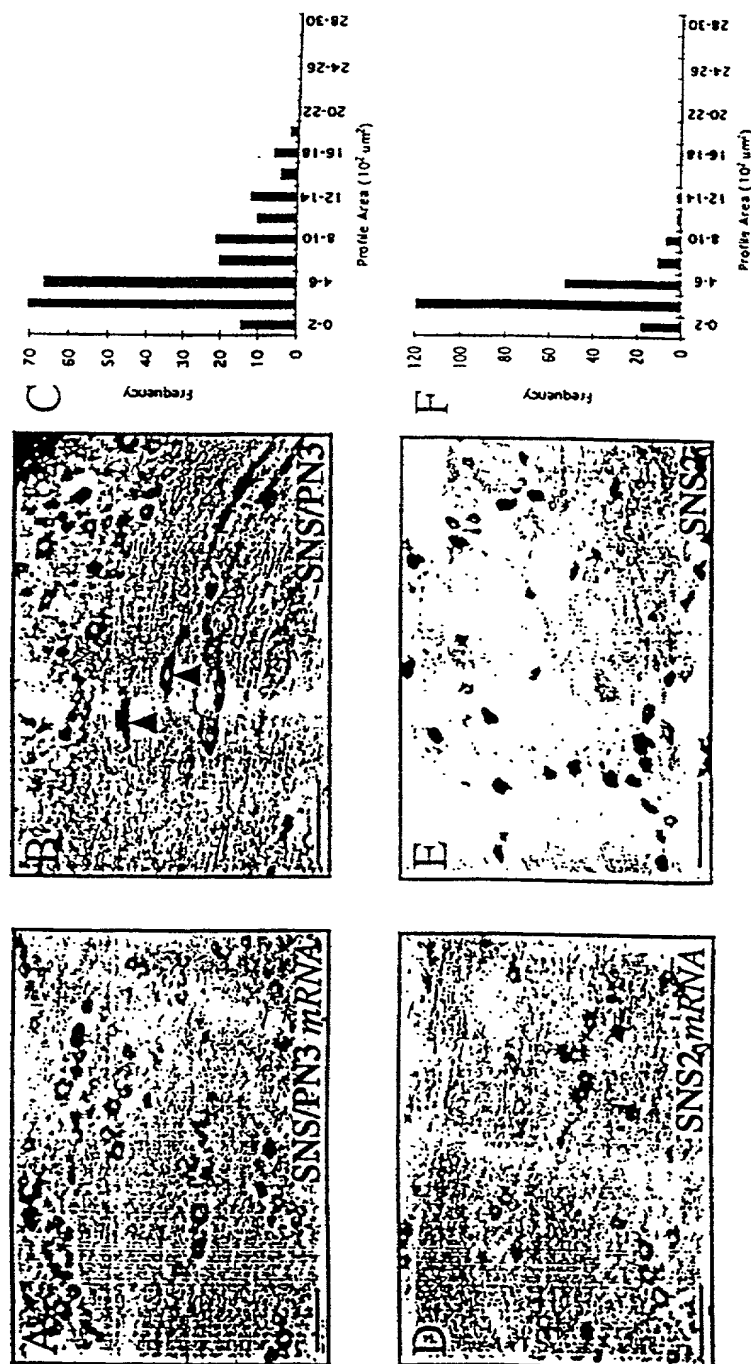 A
SNS/PN3 mRNA
B
SNS/PN3
C
Frequency
70
60
50
40
30
20
10
0
0-2
4-6
8-10
12-14
16-18
20-22
24-26
28-30
Profile Area (10² um²)
D
SNS2 mRNA
E
SNS2
F
Frequency
120
100
80
60
40
20
0
0-2
4-6
8-10
12-14
16-18
20-22
24-26
28-30
Profile Area (10² um²)